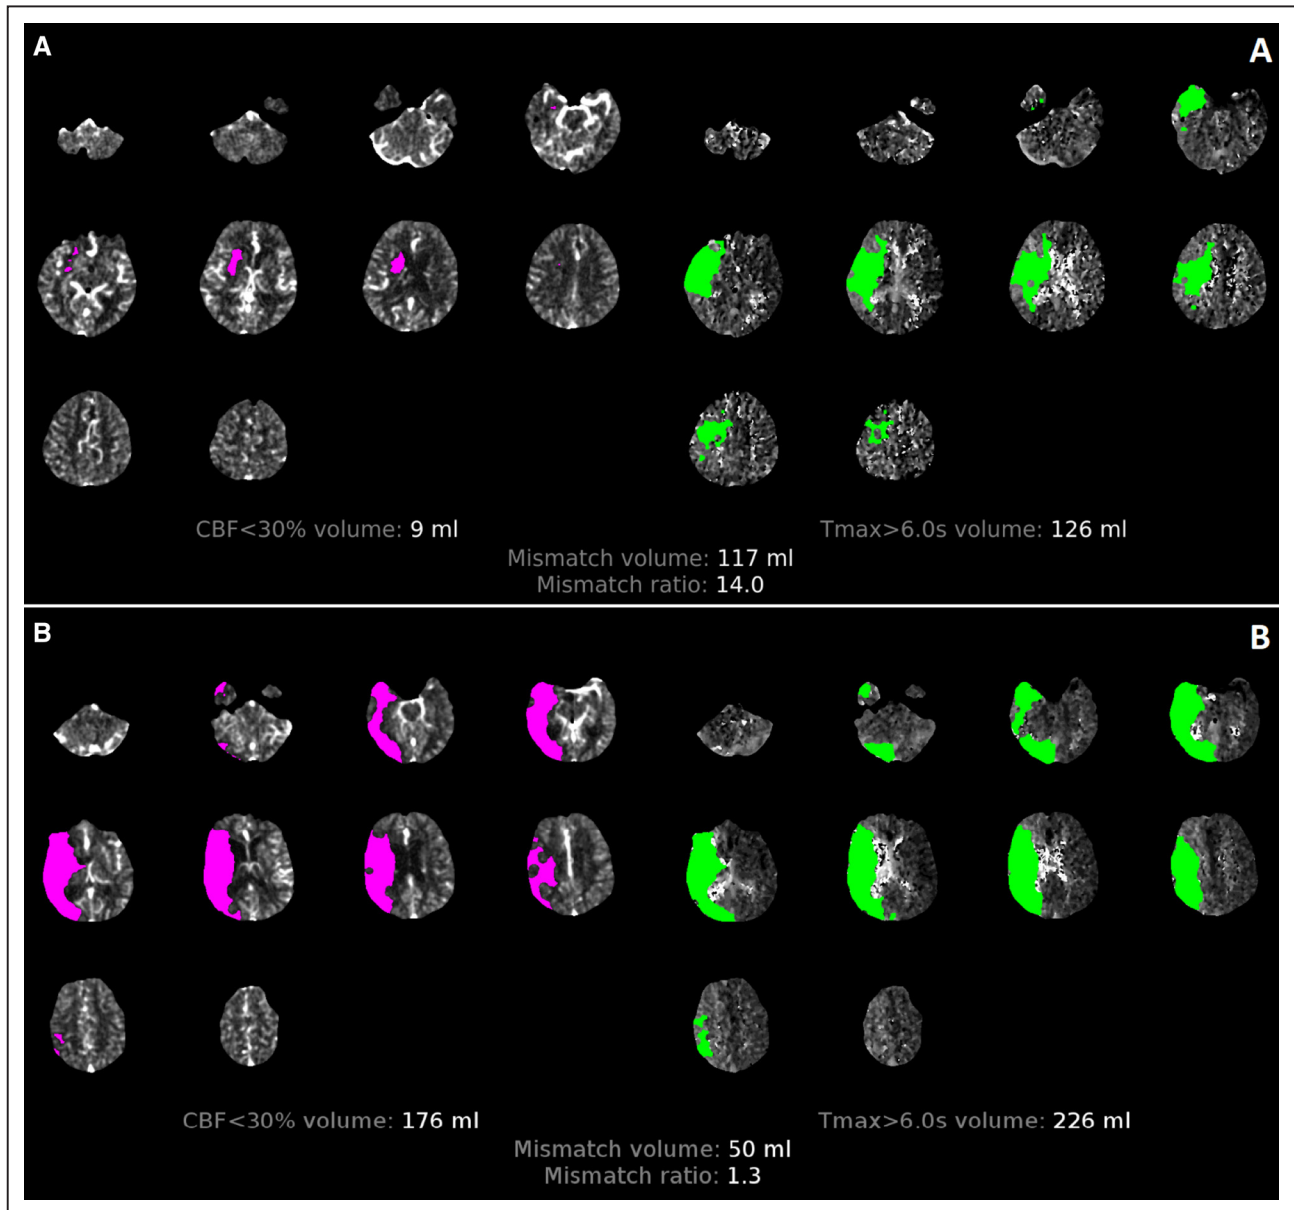 A A
CBF<30% volume: 9 ml Tmax>6.0s volume: 126 ml
Mismatch volume: 117 ml
Mismatch ratio: 14.0
B B
CBF<30% volume: 176 ml Tmax>6.0s volume: 226 ml
Mismatch volume: 50 ml
Mismatch ratio: 1.3